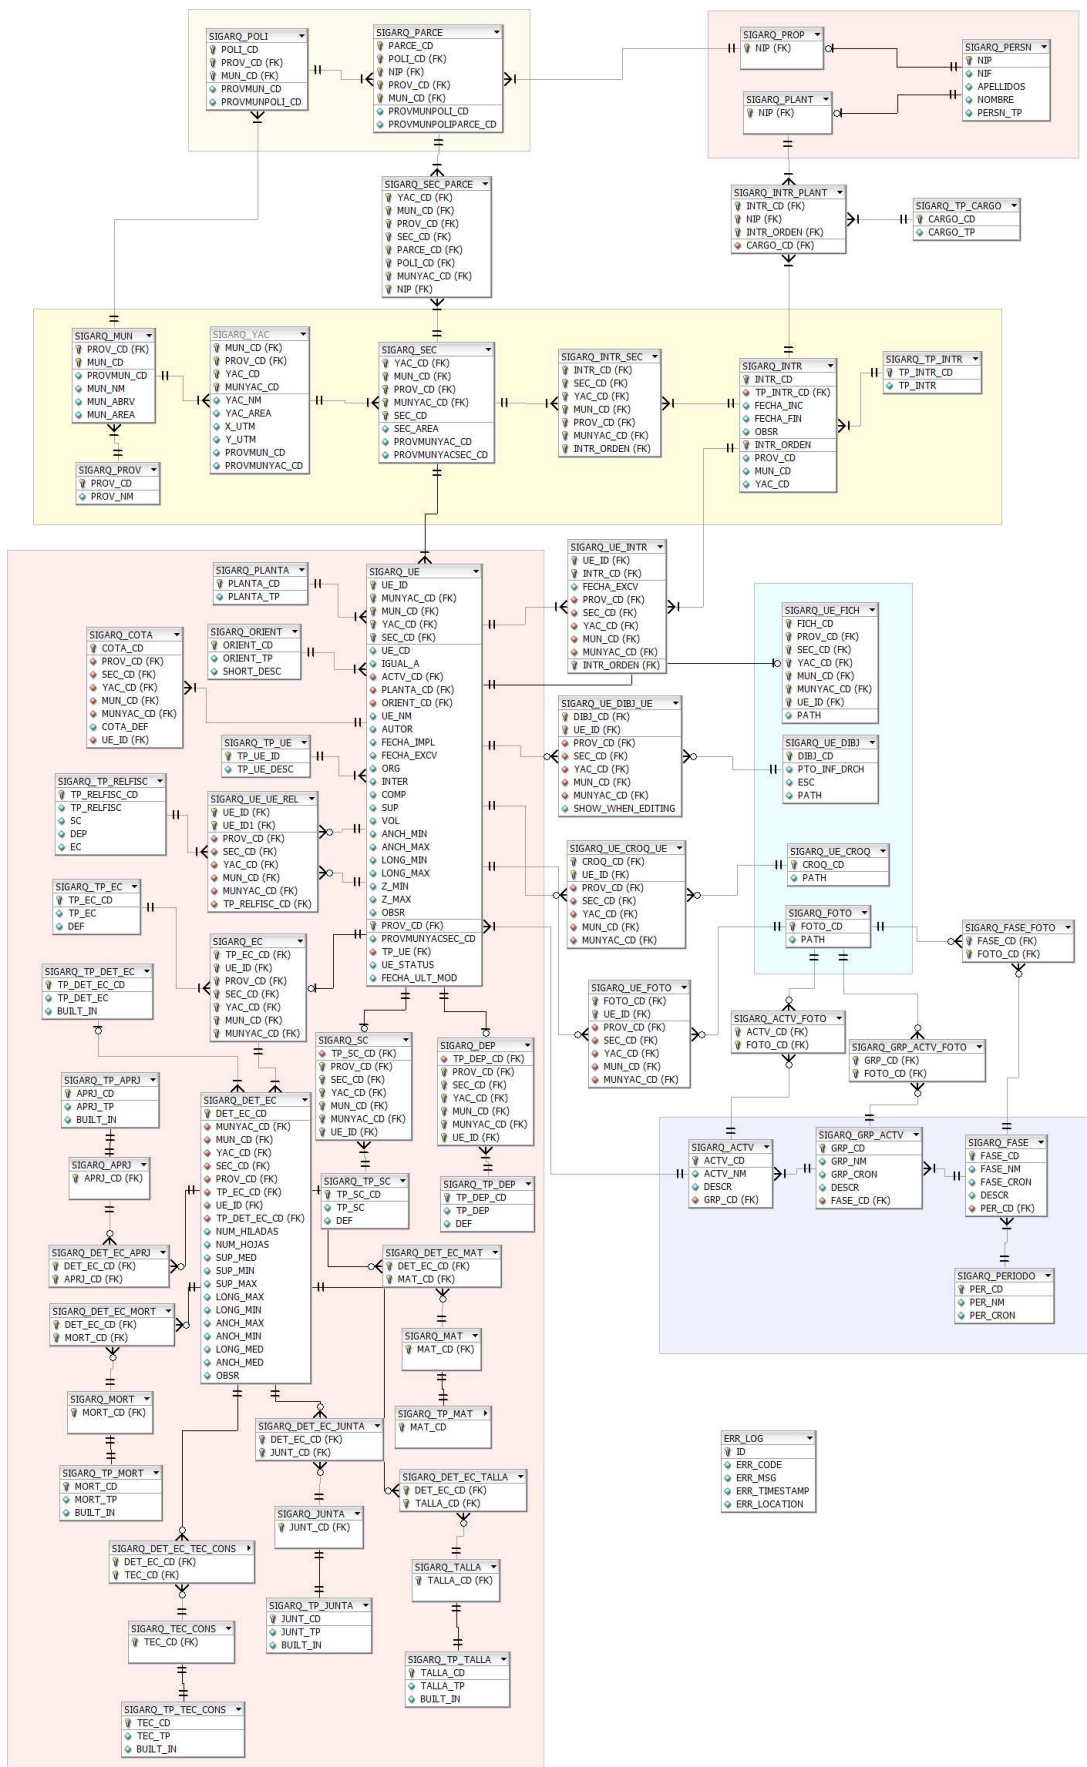 SIGARQ_POLI
POLI_CD
PROV_CD (FK)
MUN_CD (FK)
PROVMUN_CD
PROVMUNPOLI_CD
SIGARQ_PARCE
PARCE_CD
POLI_CD (FK)
NIP (FK)
PROV_CD (FK)
MUN_CD (FK)
PROVMUNPOLI_CD
PROVMUNPOLIPARCE_CD
SIGARQ_PROP
NIP (FK)
SIGARQ_PERSN
NIP
NIF
APELLIDOS
NOMBRE
PERSN_TP
SIGARQ_PLANT
NIP (FK)
SIGARQ_SEC_PARCE
YAC_CD (FK)
MUN_CD (FK)
PROV_CD (FK)
SEC_CD (FK)
PARCE_CD (FK)
POLI_CD (FK)
MUNYAC_CD (FK)
NIP (FK)
SIGARQ_INTR_PLANT
INTR_CD (FK)
NIP (FK)
INTR_ORDEN (FK)
CARGO_CD (FK)
SIGARQ_TP_CARGO
CARGO_CD
CARGO_TP
SIGARQ_MUN
PROV_CD (FK)
MUN_CD
PROVMUN_CD
MUN_NM
MUN_ABRV
MUN_AREA
SIGARQ_YAC
MUN_CD (FK)
PROV_CD (FK)
YAC_CD
MUNYAC_CD
YAC_NM
YAC_AREA
X_UTM
Y_UTM
PROVMUN_CD
PROVMUNYAC_CD
SIGARQ_SEC
YAC_CD (FK)
MUN_CD (FK)
PROV_CD (FK)
MUNYAC_CD (FK)
SEC_CD
SEC_AREA
PROVMUNYAC_CD
PROVMUNYACSEC_CD
SIGARQ_INTR_SEC
INTR_CD (FK)
SEC_CD (FK)
YAC_CD (FK)
MUN_CD (FK)
PROV_CD (FK)
MUNYAC_CD (FK)
INTR_ORDEN (FK)
SIGARQ_INTR
INTR_CD
TP_INTR_CD (FK)
FECHA_INC
FECHA_FIN
OBSR
INTR_ORDEN
PROV_CD
MUN_CD
YAC_CD
SIGARQ_TP_INTR
TP_INTR_CD
TP_INTR
SIGARQ_PROV
PROV_CD
PROV_NM
SIGARQ_PLANTA
PLANTA_CD
PLANTA_TP
SIGARQ_UE
UE_ID
MUNYAC_CD (FK)
MUN_CD (FK)
YAC_CD (FK)
SEC_CD (FK)
UE_CD
IGUAL_A
ACTV_CD (FK)
PLANTA_CD (FK)
ORIENT_CD (FK)
UE_NM
AUTOR
FECHA_IMPL
FECHA_EXCV
ORG
INTER
COMP
SUP
VOL
ANCH_MIN
ANCH_MAX
LONG_MIN
LONG_MAX
Z_MIN
Z_MAX
OBSR
PROV_CD (FK)
PROVMUNYACSEC_CD
TP_UE (FK)
UE_STATUS
FECHA_ULT_MOD
SIGARQ_UE_INTR
UE_ID (FK)
INTR_CD (FK)
FECHA_EXCV
PROV_CD (FK)
SEC_CD (FK)
YAC_CD (FK)
MUN_CD (FK)
MUNYAC_CD (FK)
INTR_ORDEN (FK)
SIGARQ_UE_FICH
FICH_CD
PROV_CD (FK)
SEC_CD (FK)
YAC_CD (FK)
MUN_CD (FK)
MUNYAC_CD (FK)
UE_ID (FK)
PATH
SIGARQ_COTA
COTA_CD
PROV_CD (FK)
SEC_CD (FK)
YAC_CD (FK)
MUN_CD (FK)
MUNYAC_CD (FK)
COTA_DEF
UE_ID (FK)
SIGARQ_ORIENT
ORIENT_CD
ORIENT_TP
SHORT_DESC
SIGARQ_UE_DIBJ_UE
DIBJ_CD (FK)
UE_ID (FK)
PROV_CD (FK)
SEC_CD (FK)
YAC_CD (FK)
MUN_CD (FK)
MUNYAC_CD (FK)
SHOW_WHEN_EDITING
SIGARQ_UE_DIBJ
DIBJ_CD
PTO_INF_DRCH
ESC
PATH
SIGARQ_TP_UE
TP_UE_ID
TP_UE_DESC
SIGARQ_TP_RELFISC
TP_RELFISC_CD
TP_RELFISC
SC
DEP
EC
SIGARQ_UE_UE_REL
UE_ID (FK)
UE_ID1 (FK)
PROV_CD (FK)
SEC_CD (FK)
YAC_CD (FK)
MUN_CD (FK)
MUNYAC_CD (FK)
TP_RELFISC_CD (FK)
SIGARQ_UE_CROQ_UE
CROQ_CD (FK)
UE_ID (FK)
PROV_CD (FK)
SEC_CD (FK)
YAC_CD (FK)
MUN_CD (FK)
MUNYAC_CD (FK)
SIGARQ_UE_CROQ
CROQ_CD
PATH
SIGARQ_TP_EC
TP_EC_CD
TP_EC
DEF
SIGARQ_FOTO
FOTO_CD
PATH
SIGARQ_FASE_FOTO
FASE_CD (FK)
FOTO_CD (FK)
SIGARQ_EC
TP_EC_CD (FK)
UE_ID (FK)
PROV_CD (FK)
SEC_CD (FK)
YAC_CD (FK)
MUN_CD (FK)
MUNYAC_CD (FK)
SIGARQ_TP_DET_EC
TP_DET_EC_CD
TP_DET_EC
BUILT_IN
SIGARQ_UE_FOTO
FOTO_CD (FK)
UE_ID (FK)
PROV_CD (FK)
SEC_CD (FK)
YAC_CD (FK)
MUN_CD (FK)
MUNYAC_CD (FK)
SIGARQ_ACTV_FOTO
ACTV_CD (FK)
FOTO_CD (FK)
SIGARQ_GRP_ACTV_FOTO
GRP_CD (FK)
FOTO_CD (FK)
SIGARQ_SC
TP_SC_CD (FK)
PROV_CD (FK)
SEC_CD (FK)
YAC_CD (FK)
MUN_CD (FK)
MUNYAC_CD (FK)
UE_ID (FK)
SIGARQ_DEP
TP_DEP_CD (FK)
PROV_CD (FK)
SEC_CD (FK)
YAC_CD (FK)
MUN_CD (FK)
MUNYAC_CD (FK)
UE_ID (FK)
SIGARQ_TP_APRJ
APRJ_CD
APRJ_TP
BUILT_IN
SIGARQ_DET_EC
DET_EC_CD
MUNYAC_CD (FK)
MUN_CD (FK)
YAC_CD (FK)
SEC_CD (FK)
PROV_CD (FK)
TP_EC_CD (FK)
UE_ID (FK)
TP_DET_EC_CD (FK)
NUM_HILADAS
NUM_HOJAS
SUP_MED
SUP_MIN
SUP_MAX
LONG_MAX
LONG_MIN
ANCH_MAX
ANCH_MIN
LONG_MED
ANCH_MED
OBSR
SIGARQ_ACTV
ACTV_CD
ACTV_NM
DESCR
GRP_CD (FK)
SIGARQ_GRP_ACTV
GRP_CD
GRP_NM
GRP_CRON
DESCR
FASE_CD (FK)
SIGARQ_FASE
FASE_CD
FASE_NM
FASE_CRON
DESCR
PER_CD (FK)
SIGARQ_APRJ
APRJ_CD (FK)
SIGARQ_TP_SC
TP_SC_CD
TP_SC
DEF
SIGARQ_TP_DEP
TP_DEP_CD
TP_DEP
DEF
SIGARQ_DET_EC_APRJ
DET_EC_CD (FK)
APRJ_CD (FK)
SIGARQ_DET_EC_MAT
DET_EC_CD (FK)
MAT_CD (FK)
SIGARQ_PERIODO
PER_CD
PER_NM
PER_CRON
SIGARQ_DET_EC_MORT
DET_EC_CD (FK)
MORT_CD (FK)
SIGARQ_MAT
MAT_CD (FK)
SIGARQ_MORT
MORT_CD (FK)
SIGARQ_TP_MAT
MAT_CD
SIGARQ_DET_EC_JUNTA
DET_EC_CD (FK)
JUNT_CD (FK)
ERR_LOG
ID
ERR_CODE
ERR_MSG
ERR_TIMESTAMP
ERR_LOCATION
SIGARQ_TP_MORT
MORT_CD
MORT_TP
BUILT_IN
SIGARQ_DET_EC_TALLA
DET_EC_CD (FK)
TALLA_CD (FK)
SIGARQ_JUNTA
JUNT_CD (FK)
SIGARQ_DET_EC_TEC_CONS
DET_EC_CD (FK)
TEC_CD (FK)
SIGARQ_TALLA
TALLA_CD (FK)
SIGARQ_TP_JUNTA
JUNT_CD
JUNT_TP
BUILT_IN
SIGARQ_TEC_CONS
TEC_CD (FK)
SIGARQ_TP_TALLA
TALLA_CD
TALLA_TP
BUILT_IN
SIGARQ_TP_TEC_CONS
TEC_CD
TEC_TP
BUILT_IN